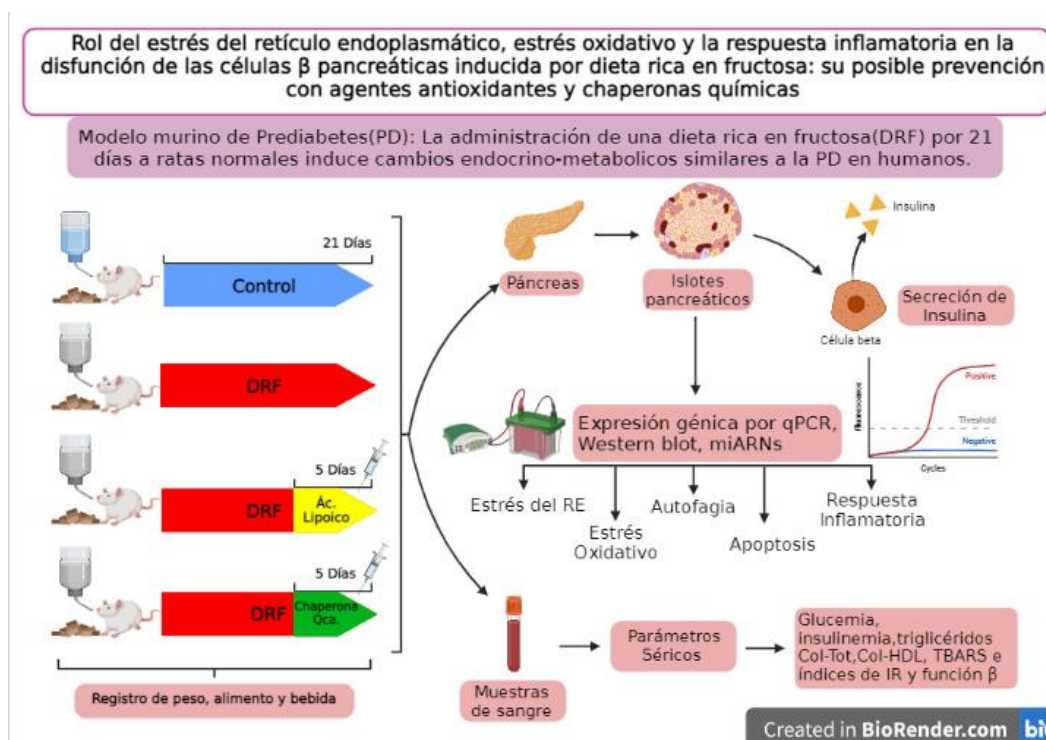 Rol del estrés del retículo endoplasmático, estrés oxidativo y la respuesta inflamatoria en la
disfunción de las células β pancreáticas inducida por dieta rica en fructosa: su posible prevención
con agentes antioxidantes y chaperonas químicas
Modelo murino de Prediabetes(PD): La administración de una dieta rica en fructosa(DRF) por 21
días a ratas normales induce cambios endocrino-metabolicos similares a la PD en humanos.
21 Días
Control
DRF
5 Días
DRF
Ác.
Lipoico
5 Días
DRF
Chaperona
Qca.
Registro de peso, alimento y bebida
Páncreas
Islotes
pancreáticos
Insulina
Célula beta
Secreción de
Insulina
Expresión génica por qPCR,
Western blot, miARNs
Fluorescence
Positive
Threshold
Negative
Cycles
Estrés del RE
Estrés
Oxidativo
Autofagia
Apoptosis
Respuesta
Inflamatoria
Muestras
de sangre
Parámetros
Séricos
Glucemia,
insulinemia,triglicéridos
Col-Tot,Col-HDL, TBARS e
índices de IR y función β
Created in BioRender.com bi